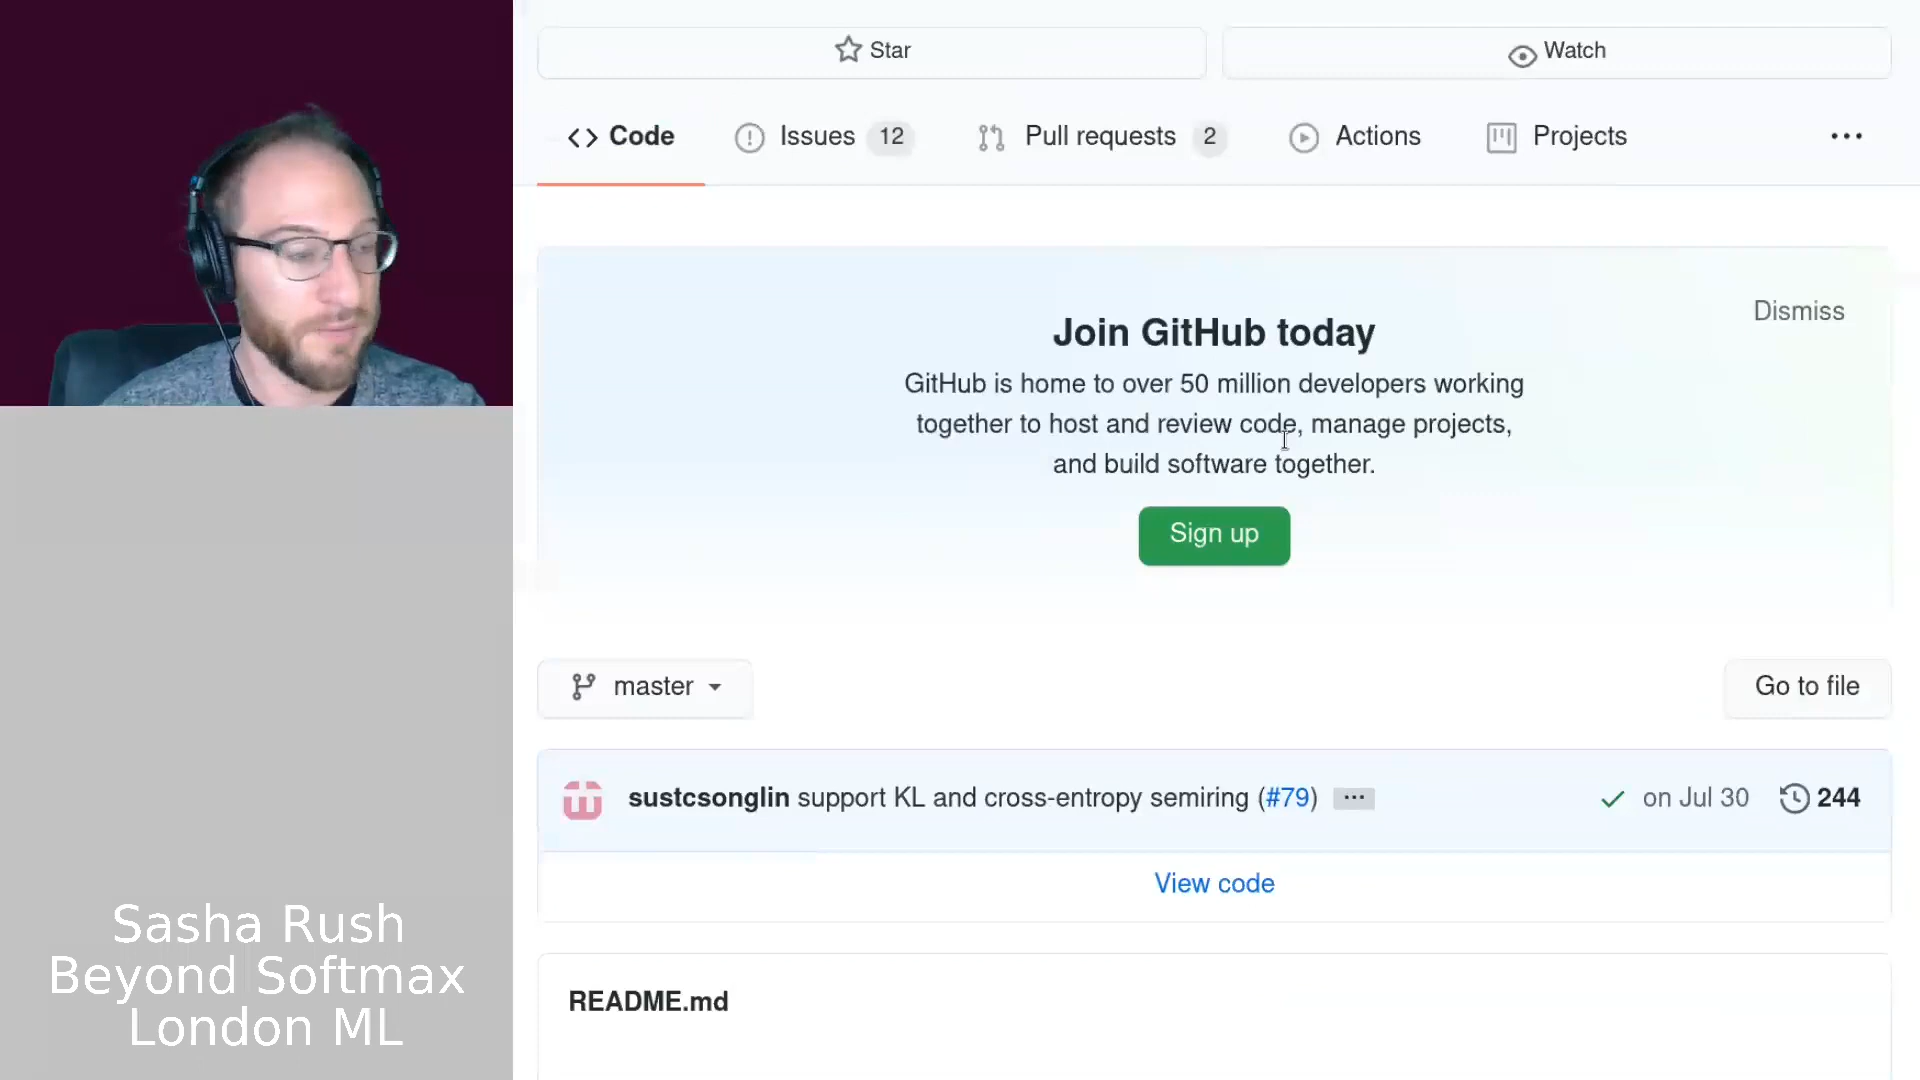 Star
Watch
Code
Issues 12
Pull requests 2
Actions
Projects
Join GitHub today
Dismiss
GitHub is home to over 50 million developers working
together to host and review code, manage projects,
and build software together.
Sign up
master
Go to file
sustcsonglin support KL and cross-entropy semiring (#79)
on Jul 30
244
View code
README.md
Sasha Rush
Beyond Softmax
London ML